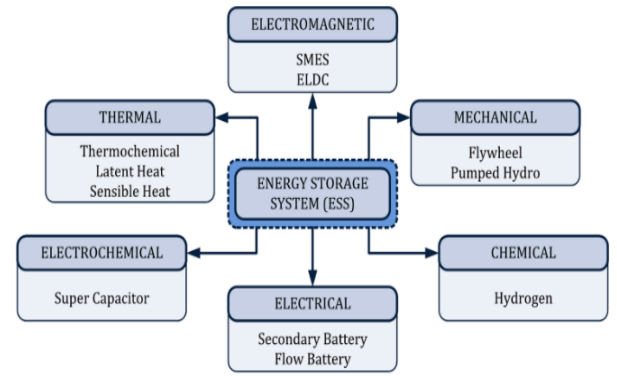 ELECTROMAGNETIC
SMES
ELDC
THERMAL
Thermochemical
Latent Heat
Sensible Heat
MECHANICAL
Flywheel
Pumped Hydro
ENERGY STORAGE
SYSTEM (ESS)
ELECTROCHEMICAL
Super Capacitor
ELECTRICAL
Secondary Battery
Flow Battery
CHEMICAL
Hydrogen